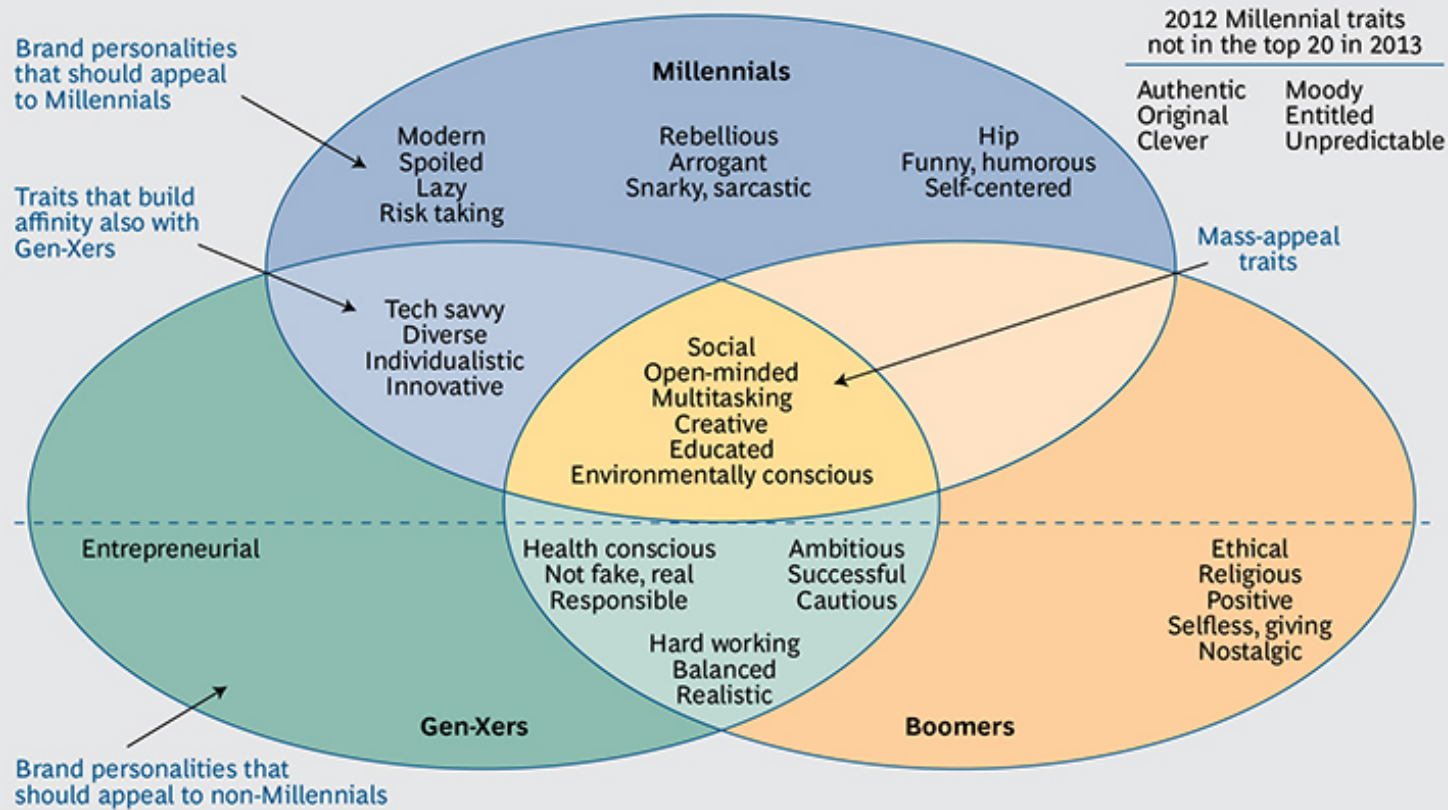 2012 Millennial traits
not in the top 20 in 2013
Authentic
Original
Clever
Moody
Entitled
Unpredictable
Brand personalities
that should appeal
to Millennials
Millennials
Modern
Spoiled
Lazy
Risk taking
Rebellious
Arrogant
Snarky, sarcastic
Hip
Funny, humorous
Self-centered
Traits that build
affinity also with
Gen-Xers
Mass-appeal
traits
Tech savvy
Diverse
Individualistic
Innovative
Social
Open-minded
Multitasking
Creative
Educated
Environmentally conscious
Entrepreneurial
Health conscious
Not fake, real
Responsible
Ambitious
Successful
Cautious
Hard working
Balanced
Realistic
Ethical
Religious
Positive
Selfless, giving
Nostalgic
Gen-Xers
Boomers
Brand personalities that
should appeal to non-Millennials